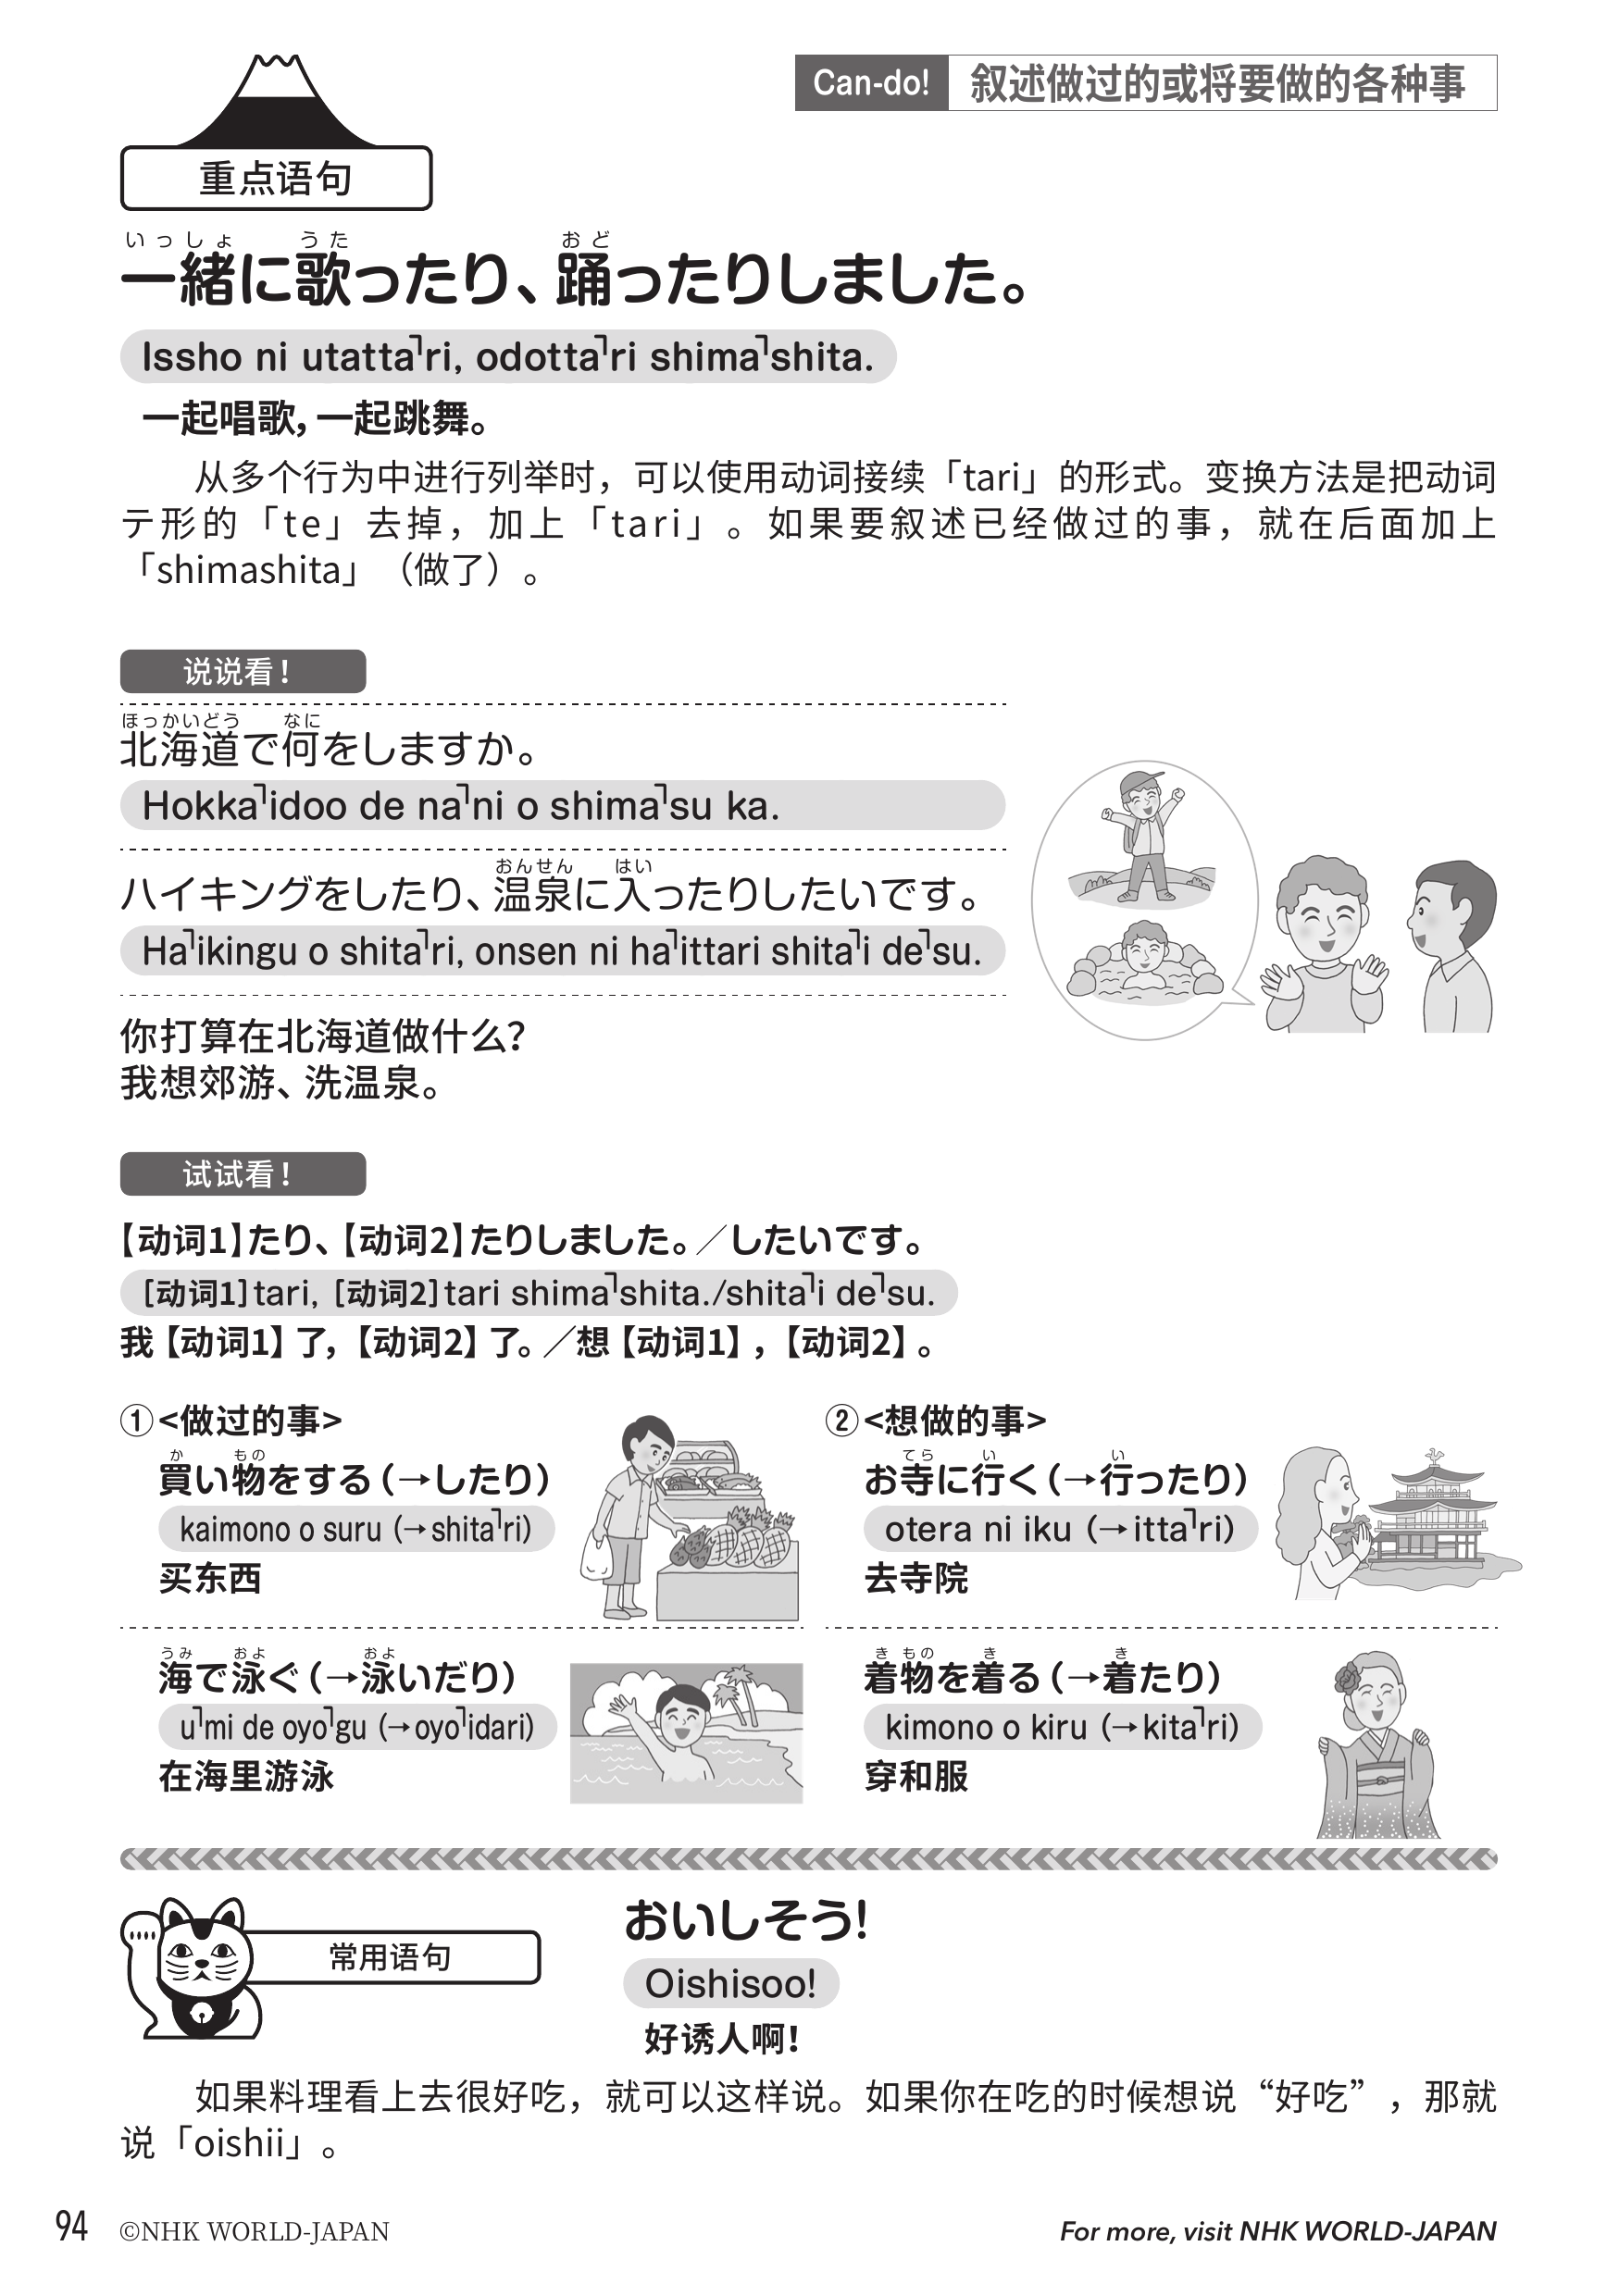 Can-do! 叙述做过的或将要做的各种事
重点语句
いっしょ うた おど
一緒に歌ったり、踊ったりしました。
Issho ni utatta˺ri, odotta˺ri shima˺shita.
一起唱歌,一起跳舞。
从多个行为中进行列举时，可以使用动词接续「tari」的形式。变换方法是把动词
テ形的「te」去掉，加上「tari」。如果要叙述已经做过的事，就在后面加上
「shimashita」（做了）。
说说看！
ほっかいどう なに
北海道で何をしますか。
Hokka˺idoo de na˺ni o shima˺su ka.
おんせん はい
ハイキングをしたり、温泉に入ったりしたいです。
Ha˺ikingu o shita˺ri, onsen ni ha˺ittari shita˺i de˺su.
你打算在北海道做什么？
我想郊游、洗温泉。
试试看！
【动词1】たり、【动词2】たりしました。／したいです。
[动词1]tari, [动词2]tari shima˺shita./shita˺i de˺su.
我【动词1】了,【动词2】了。／想【动词1】,【动词2】。
①<做过的事>
か もの
買い物をする（→したり）
kaimono o suru (→shita˺ri)
买东西
うみ およ およ
海で泳ぐ（→泳いだり）
u˺mi de oyo˺gu (→oyo˺idari)
在海里游泳
②<想做的事>
てら い い
お寺に行く（→行ったり）
otera ni iku (→itta˺ri)
去寺院
き もの き き
着物を着る（→着たり）
kimono o kiru (→kita˺ri)
穿和服
常用语句
おいしそう！
Oishisoo!
好诱人啊！
如果料理看上去很好吃，就可以这样说。如果你在吃的时候想说“好吃”，那就
说「oishii」。
94 ©NHK WORLD-JAPAN For more, visit NHK WORLD-JAPAN